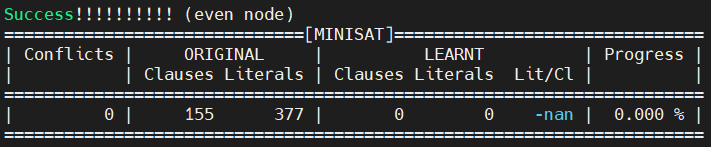 Success!!!!!!!!!! (even node)
==============================[MINISAT]===============================
| Conflicts |     ORIGINAL     |          LEARNT          | Progress |
|           | Clauses Literals | Clauses Literals  Lit/Cl |          |
======================================================================
|         0 |     155      377 |       0        0    -nan |  0.000 % |
======================================================================